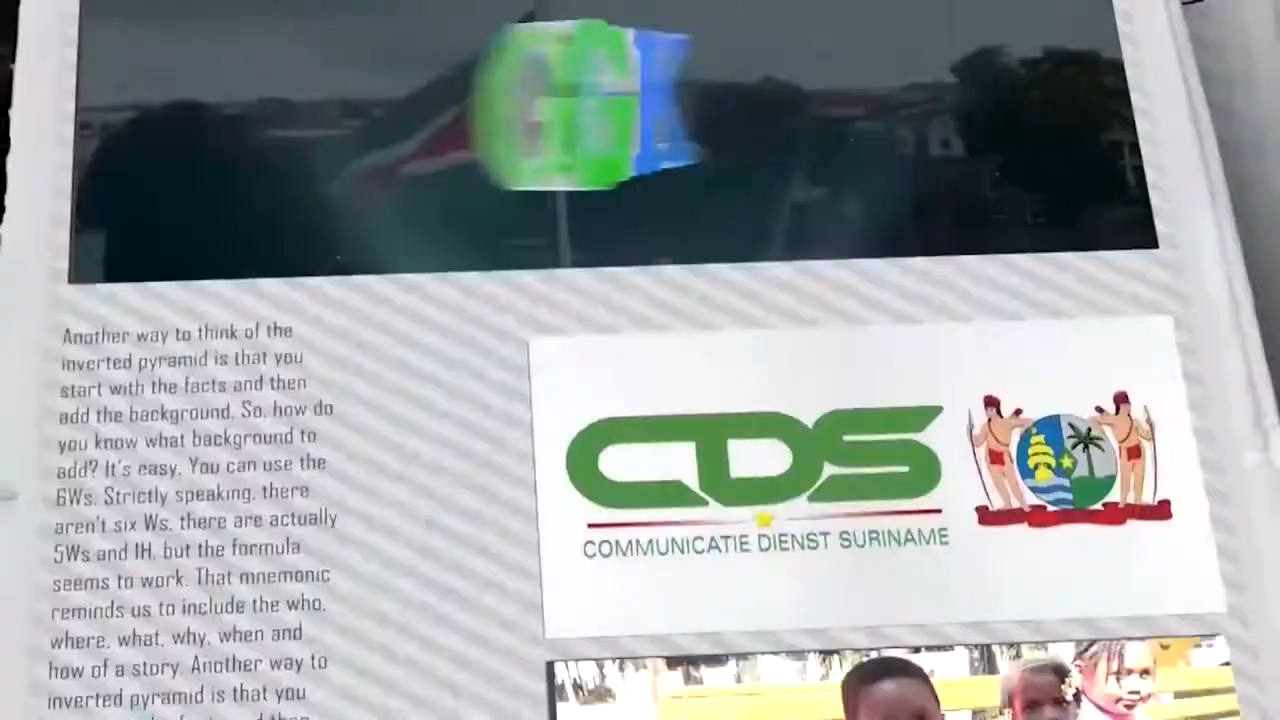 Another way to think of the
inverted pyramid is that you
start with the facts and then
add the background. So, how do
you know what background to
add? It's easy. You can use the
6Ws. Strictly speaking, there
aren't six Ws, there are actually
5Ws and 1H, but the formula
seems to work. That mnemonic
reminds us to include the who,
where, what, why, when and
how of a story. Another way to
inverted pyramid is that you
CDS
COMMUNICATIE DIENST SURINAME